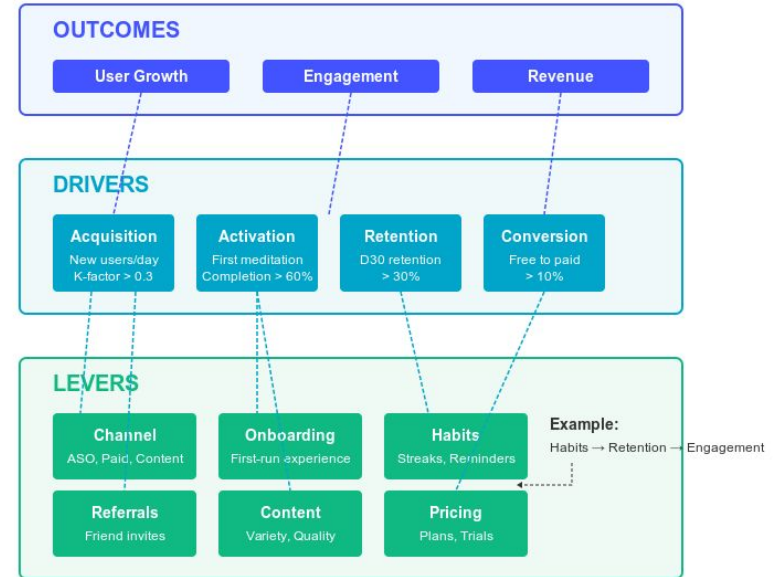 OUTCOMES
User Growth
Engagement
Revenue
DRIVERS
Acquisition
New users/day
K-factor > 0.3
Activation
First meditation
Completion > 60%
Retention
D30 retention
> 30%
Conversion
Free to paid
> 10%
LEVERS
Channel
ASO, Paid, Content
Onboarding
First-run experience
Habits
Streaks, Reminders
Example:
Habits → Retention → Engagement
Referrals
Friend invites
Content
Variety, Quality
Pricing
Plans, Trials